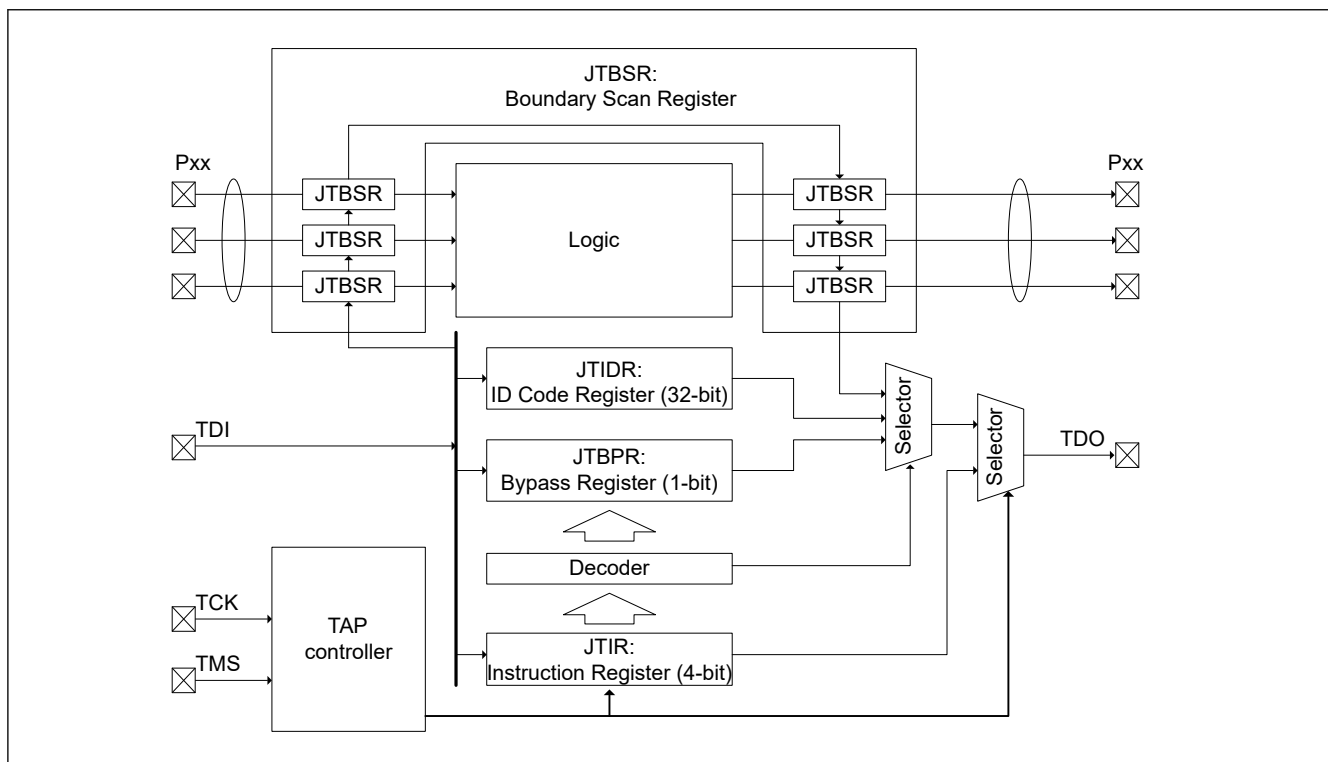 JTBSR:
Boundary Scan Register
Pxx
Pxx
JTBSR
JTBSR
JTBSR
JTBSR
Logic
JTBSR
JTBSR
JTIDR:
ID Code Register (32-bit)
Selector
Selector
TDI
TDO
JTBPR:
Bypass Register (1-bit)
Decoder
TCK
TAP
controller
TMS
JTIR:
Instruction Register (4-bit)